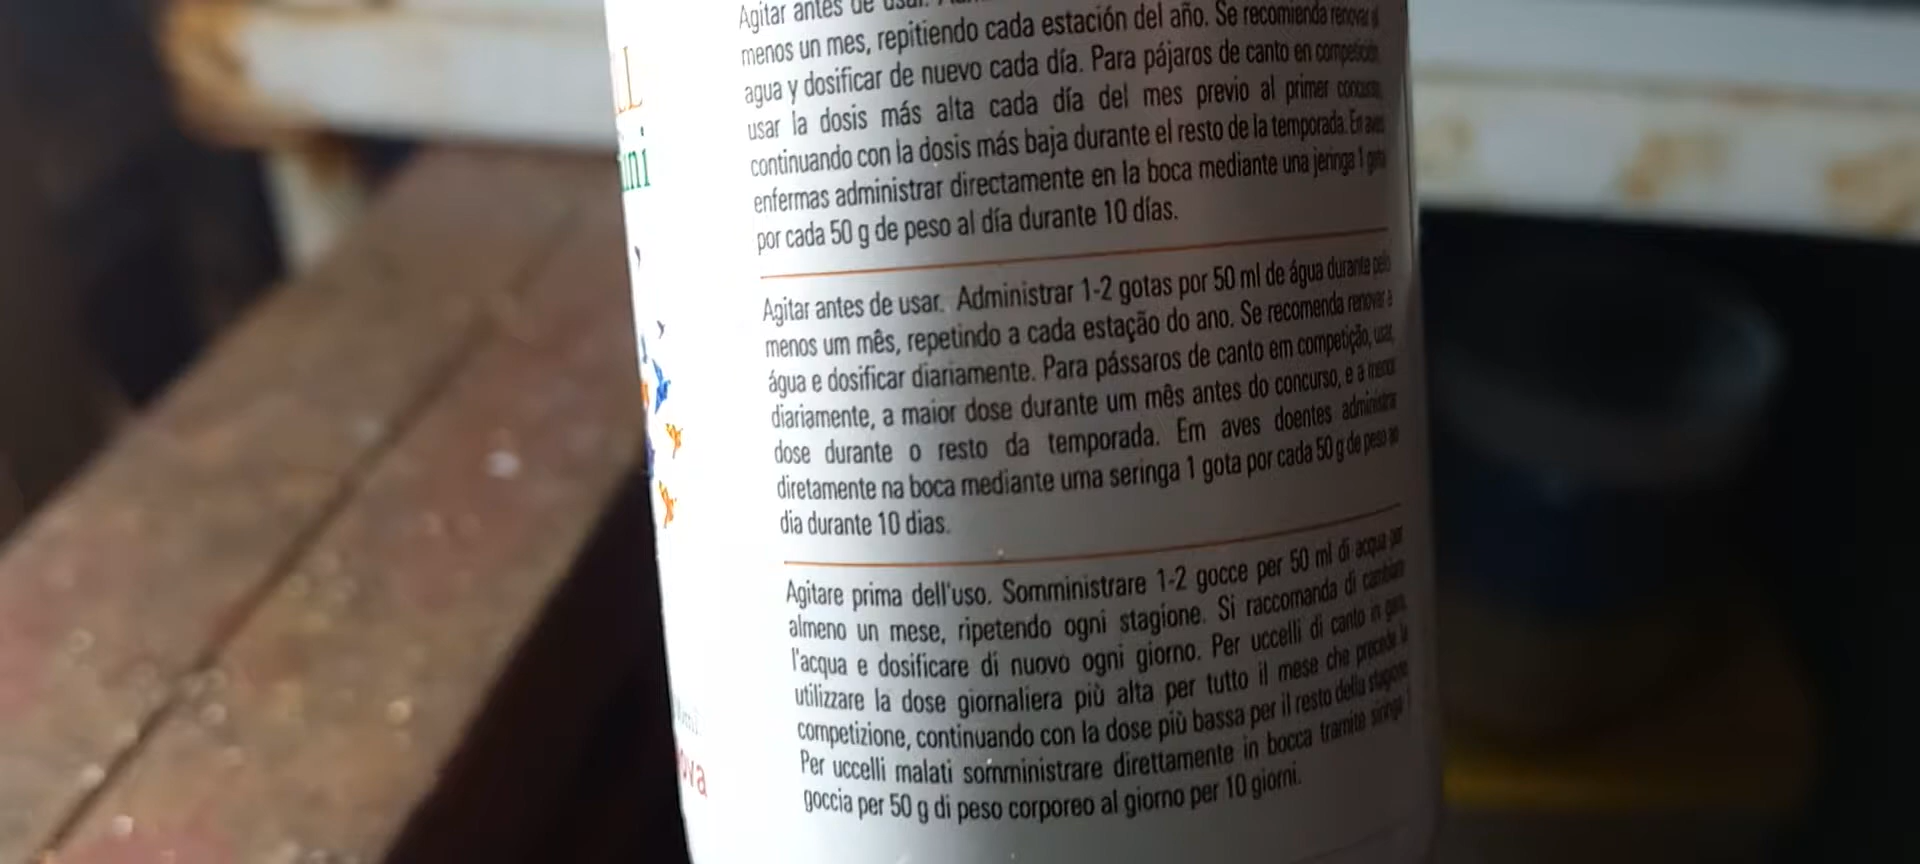 Agitar antes de usar.
menos un mes, repitiendo cada estación del año. Se recomienda renovar el
agua y dosificar de nuevo cada día. Para pájaros de canto en competición,
usar la dosis más alta cada día del mes previo al primer concurso,
continuando con la dosis más baja durante el resto de la temporada. En aves
enfermas administrar directamente en la boca mediante una jeringa 1 gota
por cada 50 g de peso al día durante 10 días.
Agitar antes de usar. Administrar 1-2 gotas por 50 ml de água durante pelo
menos um mês, repetindo a cada estação do ano. Se recomenda renovar a
água e dosificar diariamente. Para pássaros de canto em competição, usar,
diariamente, a maior dose durante um mês antes do concurso, e a menor
dose durante o resto da temporada. Em aves doentes administrar
diretamente na boca mediante uma seringa 1 gota por cada 50 g de peso ao
dia durante 10 dias.
Agitare prima dell'uso. Somministrare 1-2 gocce per 50 ml di acqua per
almeno un mese, ripetendo ogni stagione. Si raccomanda di cambiare
l'acqua e dosificare di nuovo ogni giorno. Per uccelli di canto in gara,
utilizzare la dose giornaliera più alta per tutto il mese che precede la
competizione, continuando con la dose più bassa per il resto della stagione
Per uccelli malati somministrare direttamente in bocca tramite siringa 1
goccia per 50 g di peso corporeo al giorno per 10 giorni.